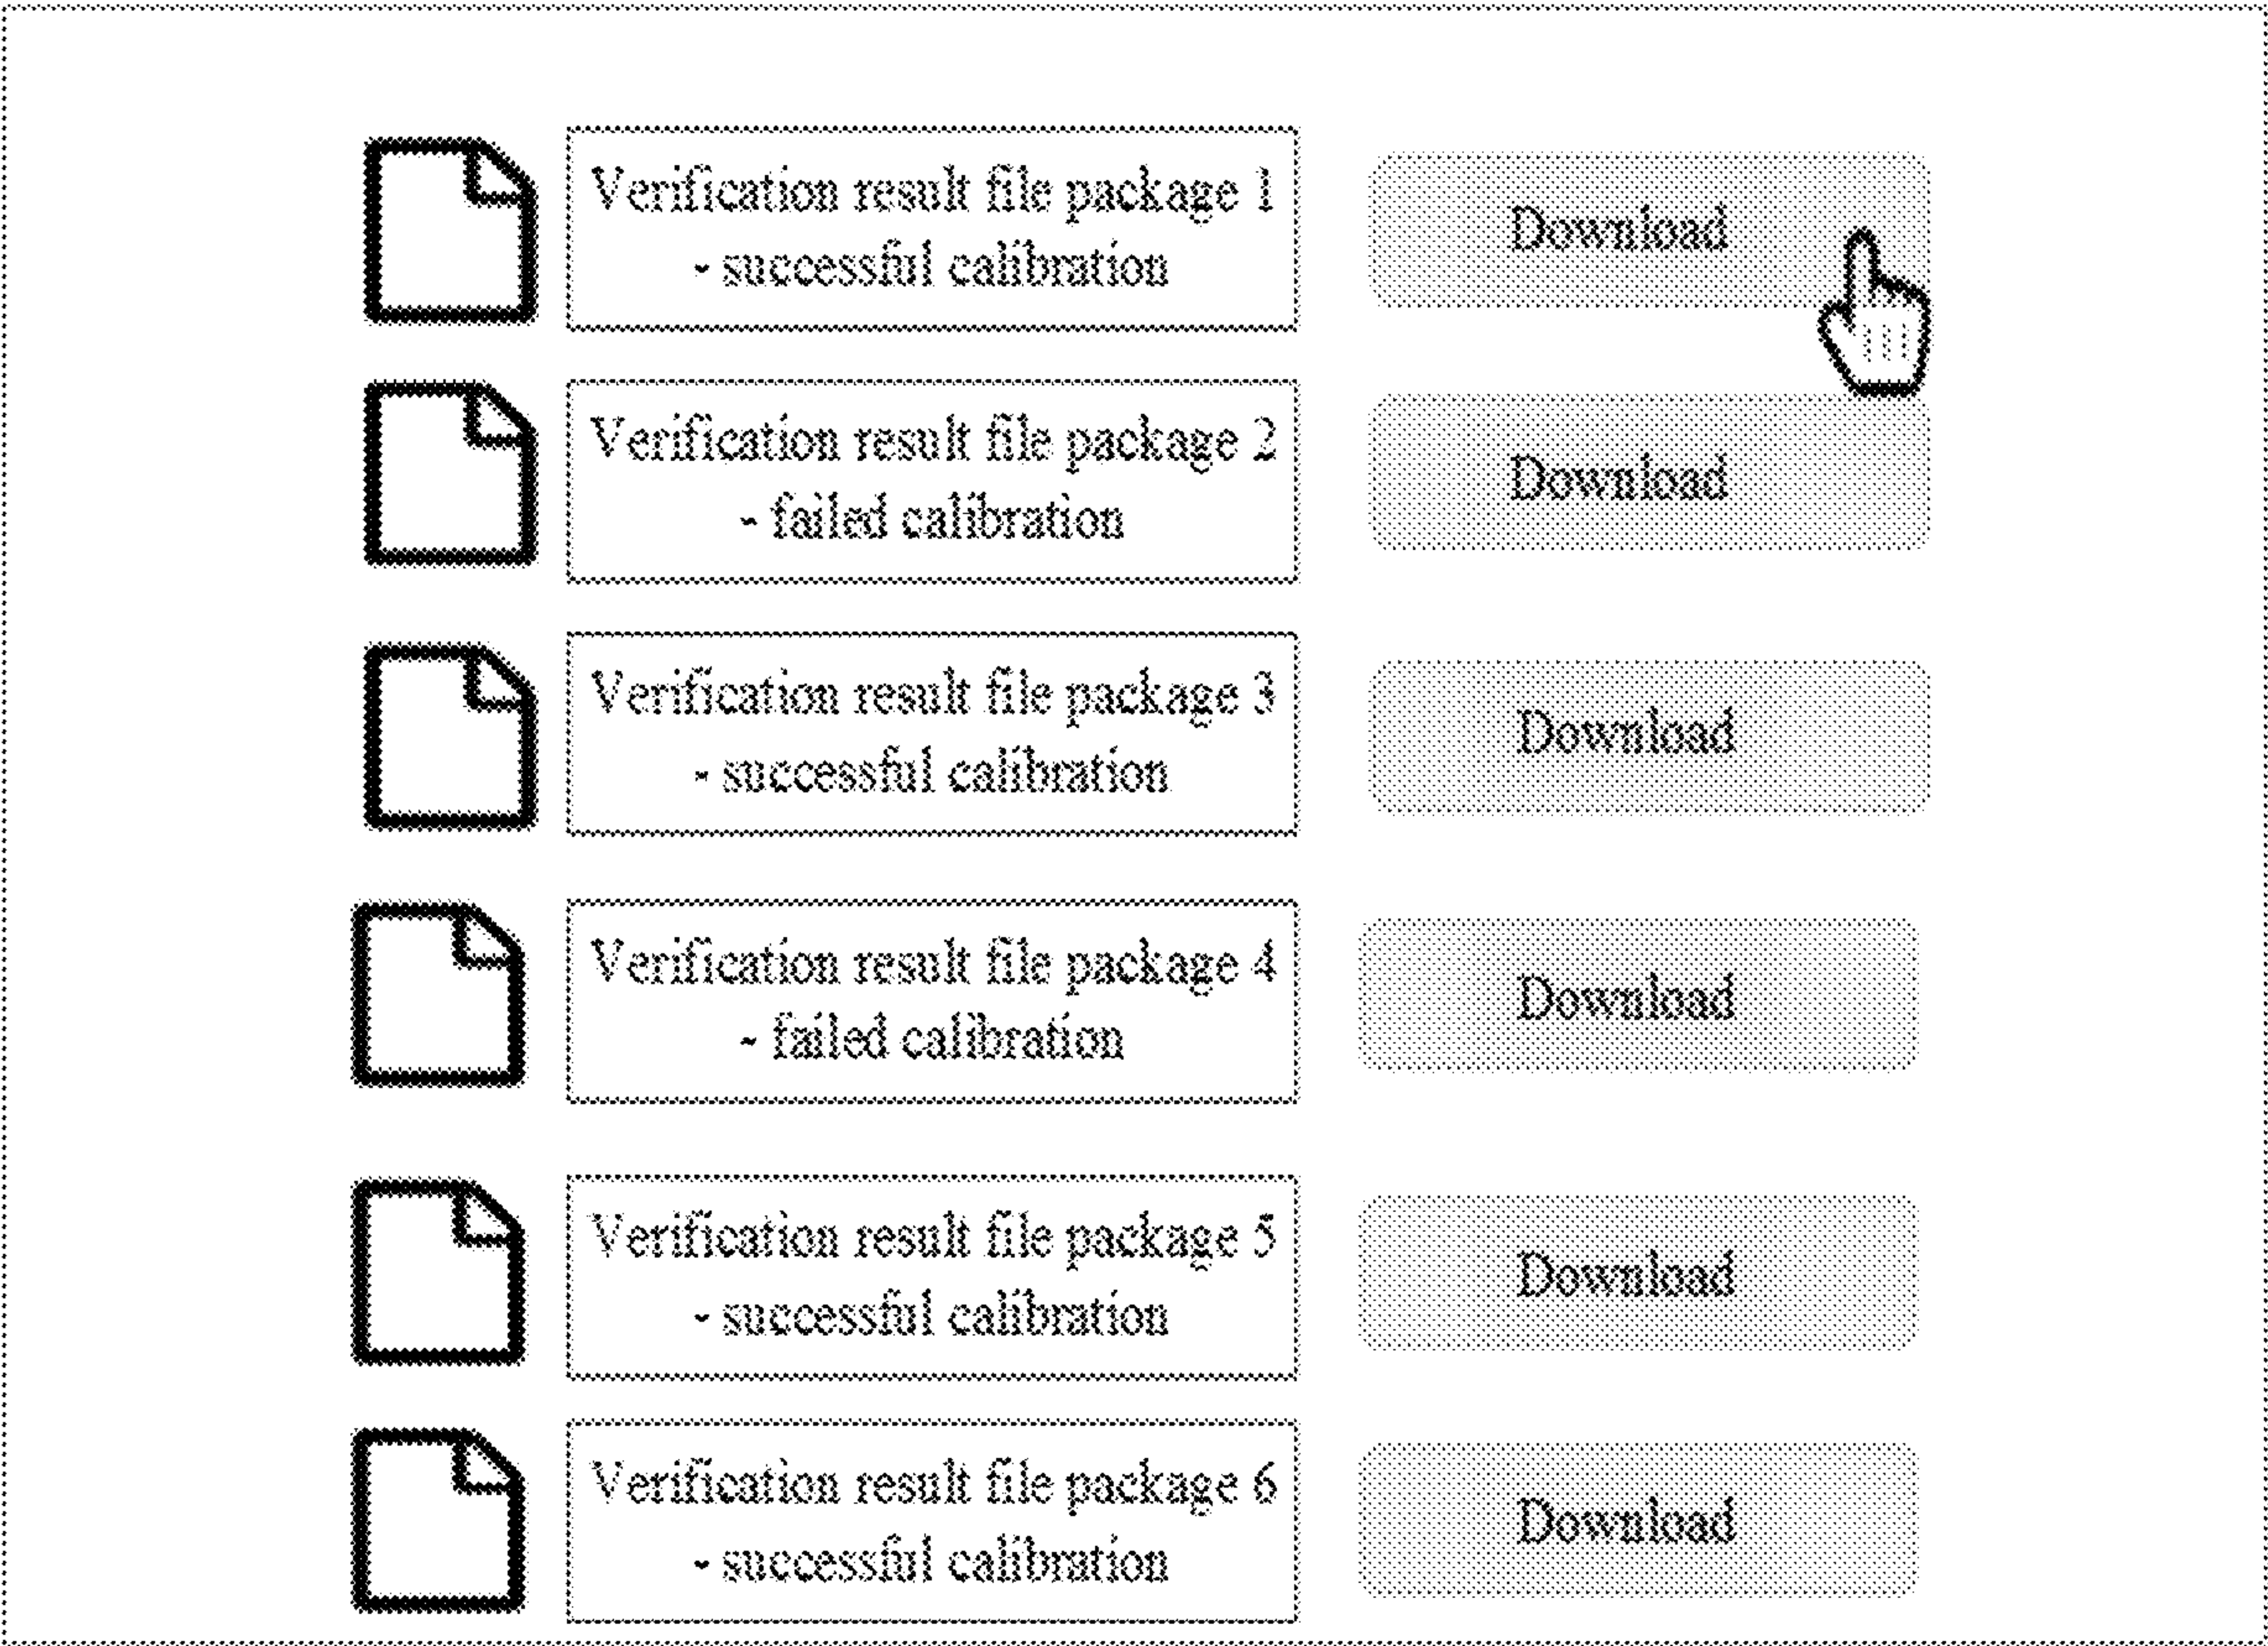 Verification result file package 1
- successful calibration
Download
Verification result file package 2
- failed calibration
Download
Verification result file package 3
- successful calibration
Download
Verification result file package 4
- failed calibration
Download
Verification result file package 5
- successful calibration
Download
Verification result file package 6
- successful calibration
Download